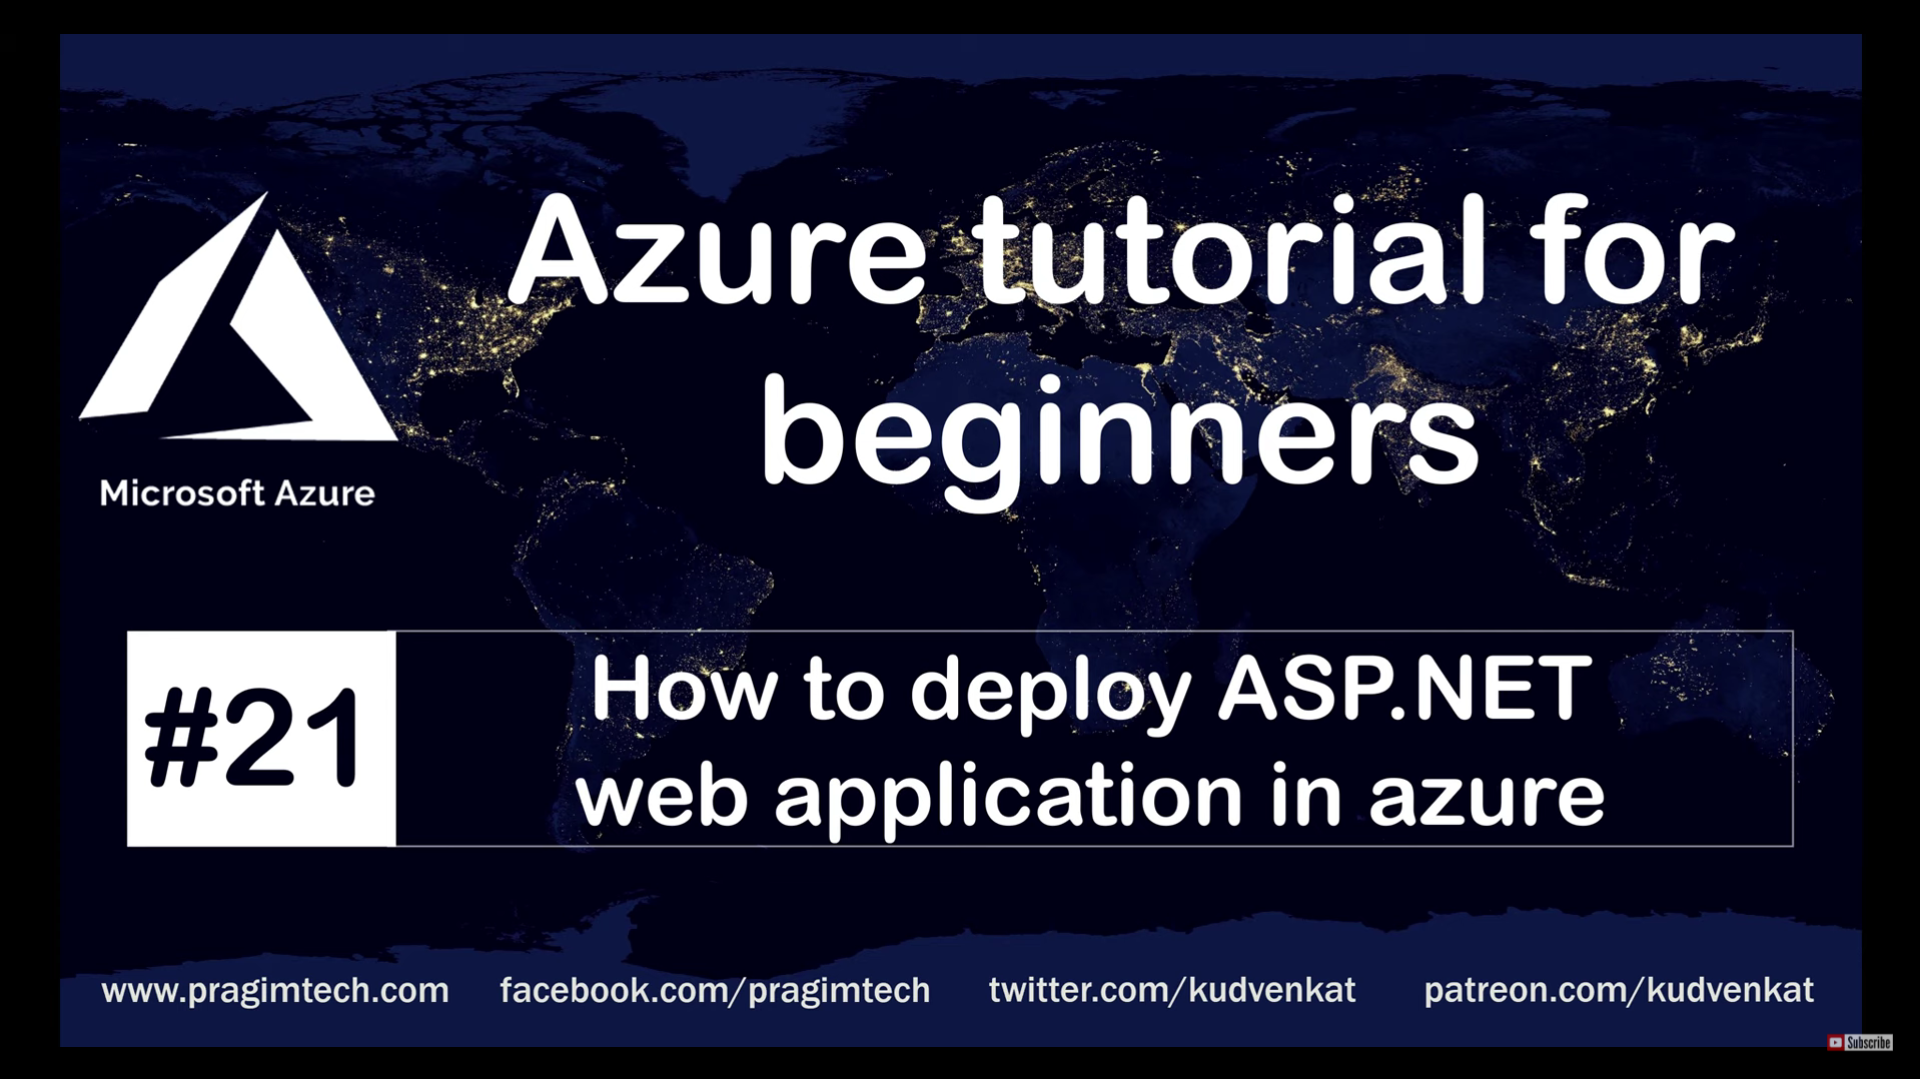 Azure tutorial for
beginners
Microsoft Azure
#21
How to deploy ASP.NET
web application in azure
www.pragimtech.com facebook.com/pragimtech twitter.com/kudvenkat patreon.com/kudvenkat
Subscribe